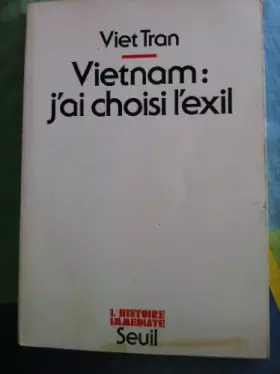 Viet Tran
Vietnam:
j'ai choisi l'exil
L'HISTOIRE
IMMÉDIATE
Seuil